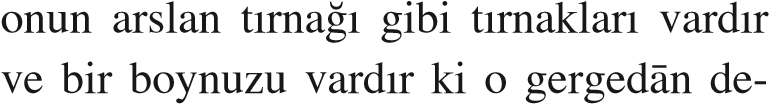 onun arslan tırnağı gibi tırnakları vardır
ve bir boynuzu vardır ki o gergedān de-